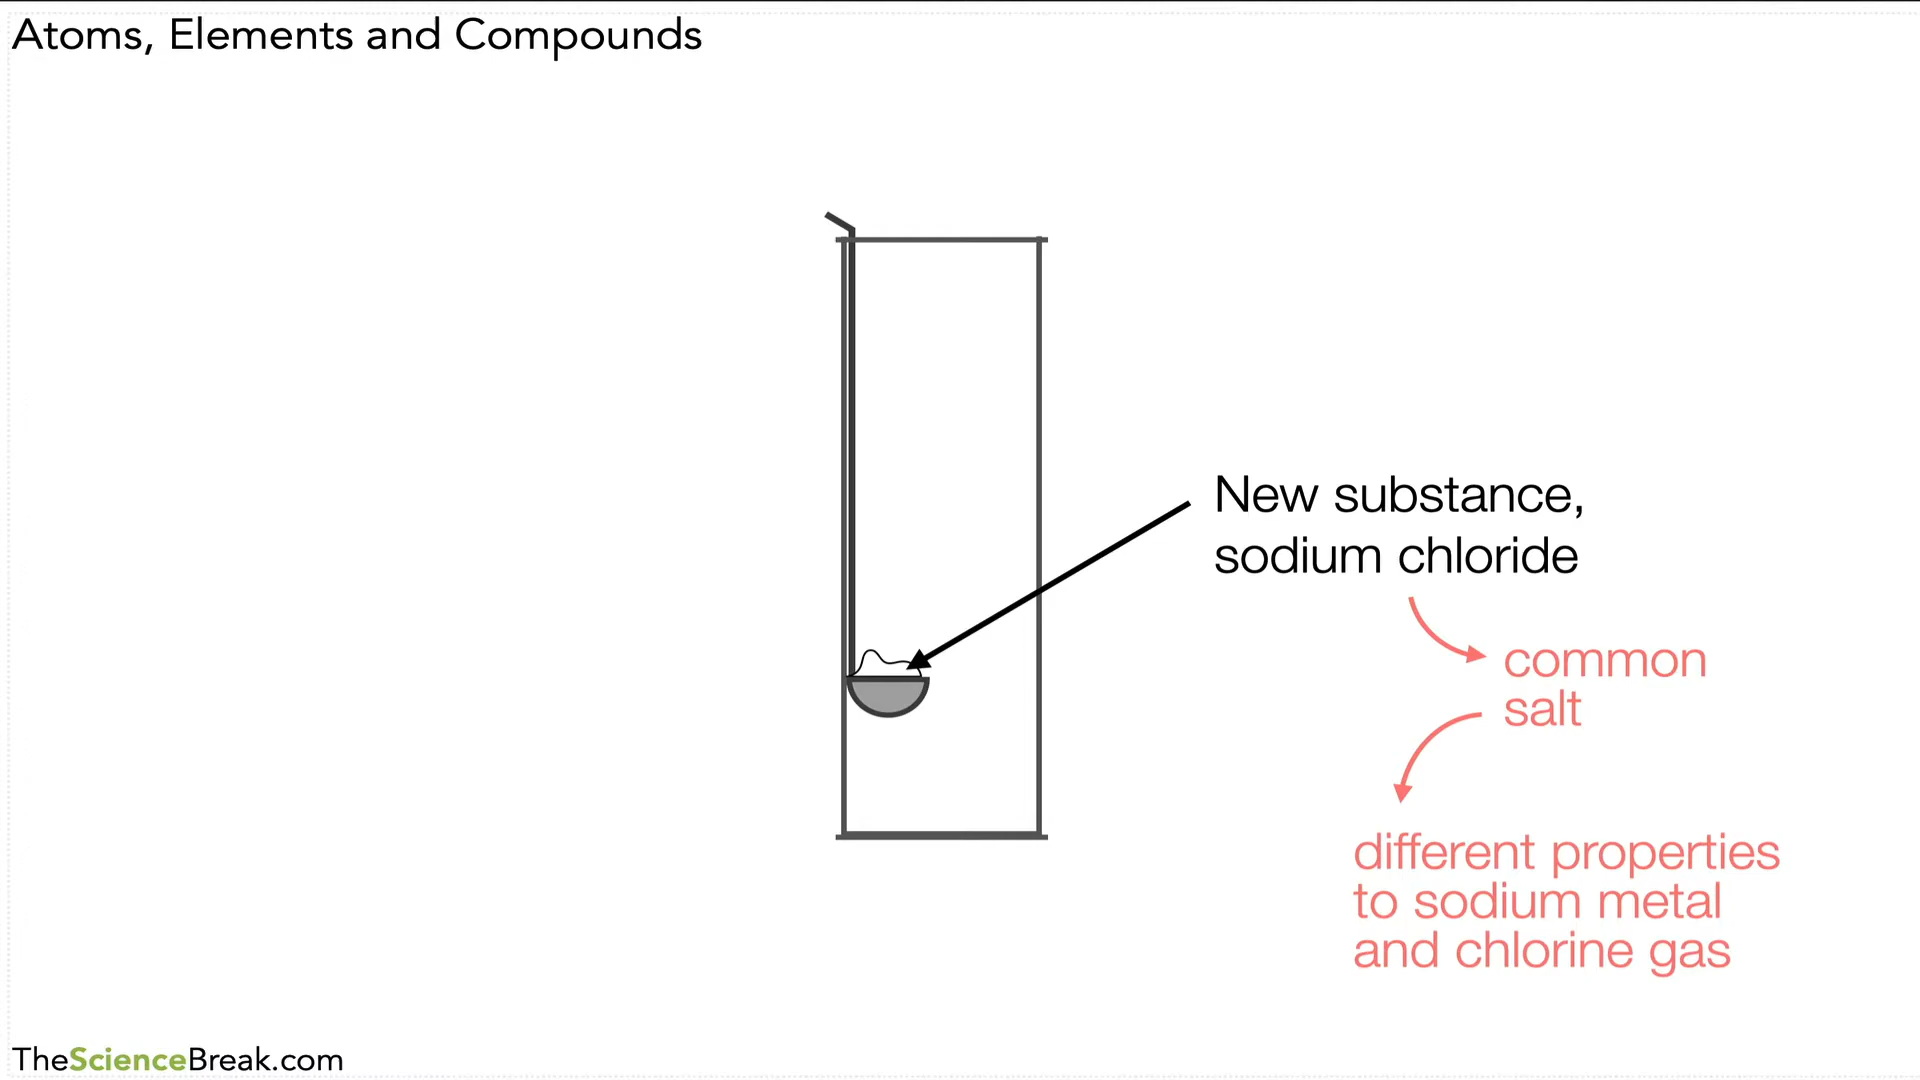 Atoms, Elements and Compounds
New substance,
sodium chloride
common
salt
different properties
to sodium metal
and chlorine gas
TheScienceBreak.com